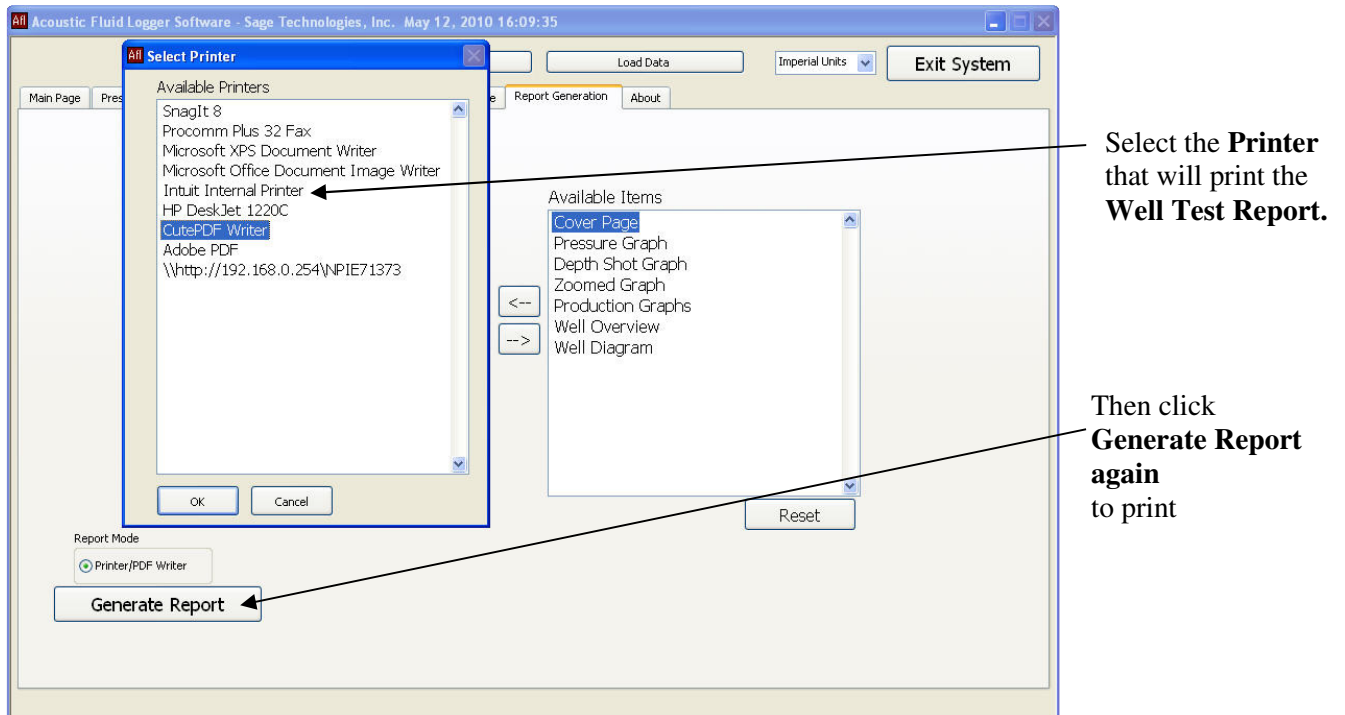 Acoustic Fluid Logger Software - Sage Technologies, Inc. May 12, 2010 16:09:35
Afl Select Printer
Load Data
Imperial Units
Exit System
Main Page
Report Generation
About
Available Printers
SnagIt 8
Procomm Plus 32 Fax
Microsoft XPS Document Writer
Microsoft Office Document Image Writer
Intuit Internal Printer
HP DeskJet 1220C
CutePDF Writer
Adobe PDF
\\http://192.168.0.254\NPIE71373
OK
Cancel
Available Items
Cover Page
Pressure Graph
Depth Shot Graph
Zoomed Graph
Production Graphs
Well Overview
Well Diagram
<--
-->
Reset
Report Mode
Printer/PDF Writer
Generate Report
Select the Printer
that will print the
Well Test Report.
Then click
Generate Report
again
to print